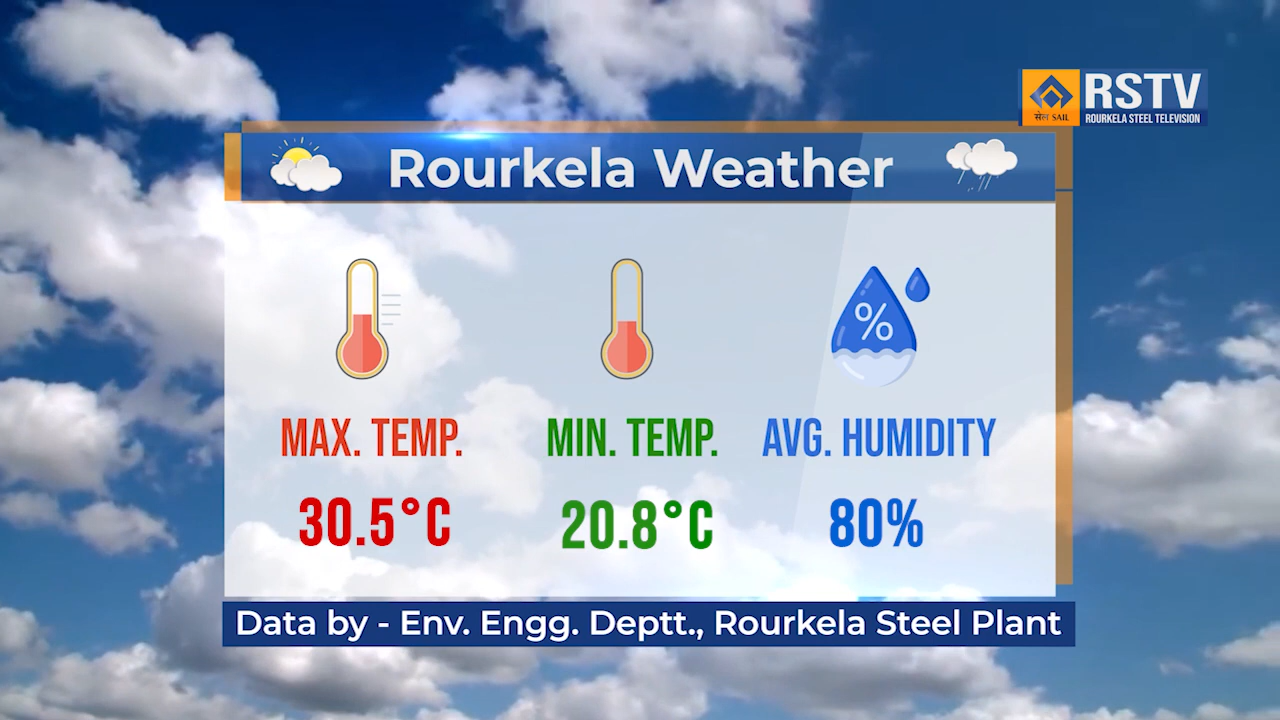 RSTV
सेल SAIL
ROURKELA STEEL TELEVISION
Rourkela Weather
%
MAX. TEMP.
MIN. TEMP.
AVG. HUMIDITY
30.5°C
20.8°C
80%
Data by - Env. Engg. Deptt., Rourkela Steel Plant